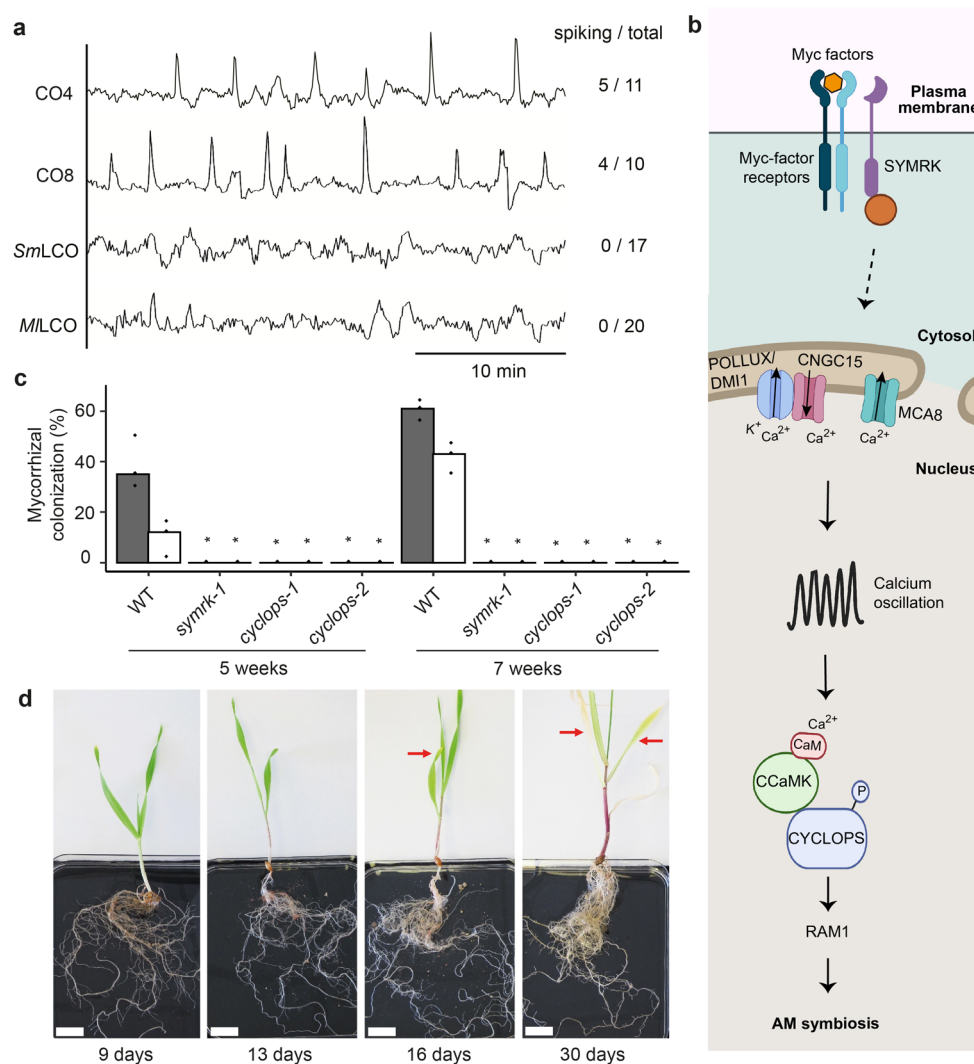 a
spiking / total
CO4
5 / 11
CO8
4 / 10
SmLCO
0 / 17
MlLCO
0 / 20
10 min
b
Myc factors
Plasma
membrane
Myc-factor
receptors
SYMRK
Cytosol
POLLUX/
DMI1
CNGC15
MCA8
K+
Ca2+
Ca2+
Ca2+
Nucleus
Calcium
oscillation
Ca2+
CaM
CCaMK
P
CYCLOPS
RAM1
AM symbiosis
c
Mycorrhizal
colonization (%)
60
40
20
0
* * * * * *
* * * * * *
WT
symrk-1
cyclops-1
cyclops-2
WT
symrk-1
cyclops-1
cyclops-2
5 weeks
7 weeks
d
9 days
13 days
16 days
30 days